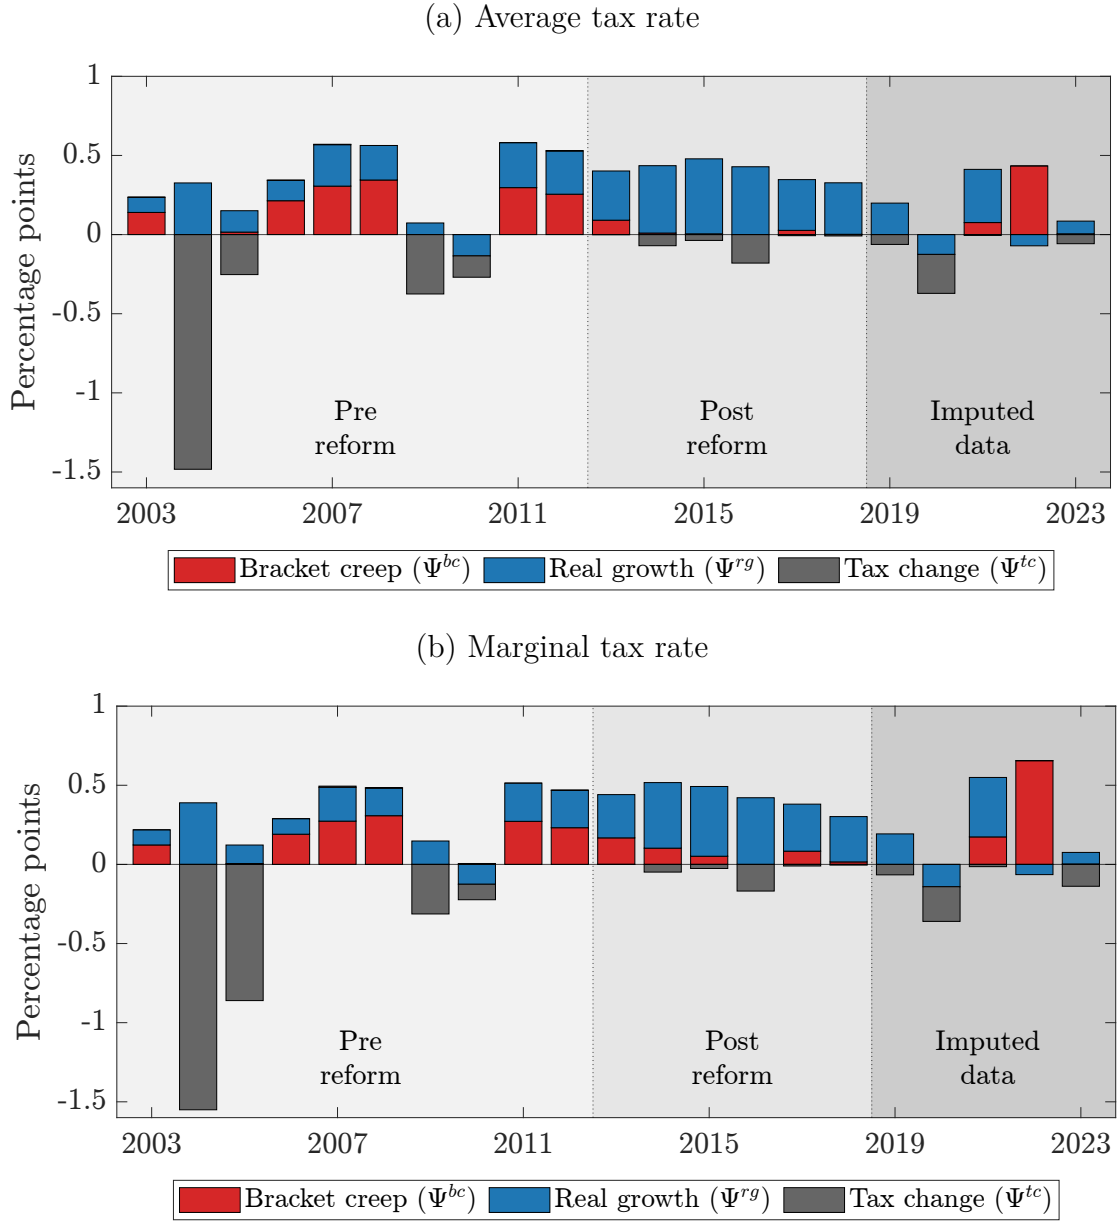 (a) Average tax rate
Percentage points
1
0.5
0
-0.5
-1
-1.5
Pre
reform
Post
reform
Imputed
data
2003 2007 2011 2015 2019 2023
Bracket creep (Ψ^bc) Real growth (Ψ^rg) Tax change (Ψ^tc)
(b) Marginal tax rate
Percentage points
1
0.5
0
-0.5
-1
-1.5
Pre
reform
Post
reform
Imputed
data
2003 2007 2011 2015 2019 2023
Bracket creep (Ψ^bc) Real growth (Ψ^rg) Tax change (Ψ^tc)